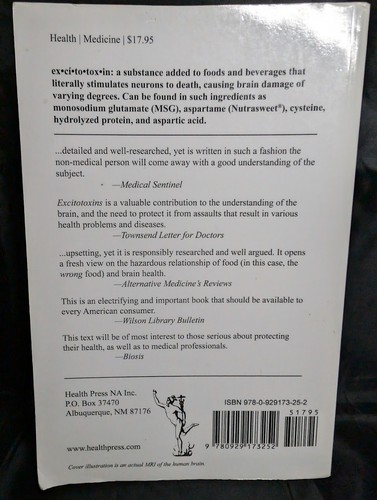 Health | Medicine | $17.95
ex•ci•to•tox•in: a substance added to foods and beverages that
literally stimulates neurons to death, causing brain damage of
varying degrees. Can be found in such ingredients as
monosodium glutamate (MSG), aspartame (Nutrasweet®), cysteine,
hydrolyzed protein, and aspartic acid.
...detailed and well-researched, yet is written in such a fashion the
non-medical person will come away with a good understanding of the
subject.
—Medical Sentinel
Excitotoxins is a valuable contribution to the understanding of the
brain, and the need to protect it from assaults that result in various
health problems and diseases.
—Townsend Letter for Doctors
...upsetting, yet it is responsibly researched and well argued. It opens
a fresh view on the hazardous relationship of food (in this case, the
wrong food) and brain health.
—Alternative Medicine's Reviews
This is an electrifying and important book that should be available to
every American consumer.
—Wilson Library Bulletin
This text will be of most interest to those serious about protecting
their health, as well as to medical professionals.
—Biosis
Health Press NA Inc.
P.O. Box 37470
Albuquerque, NM 87176
www.healthpress.com
ISBN 978-0-929173-25-2
51795
9 780929 173252
Cover illustration is an actual MRI of the human brain.